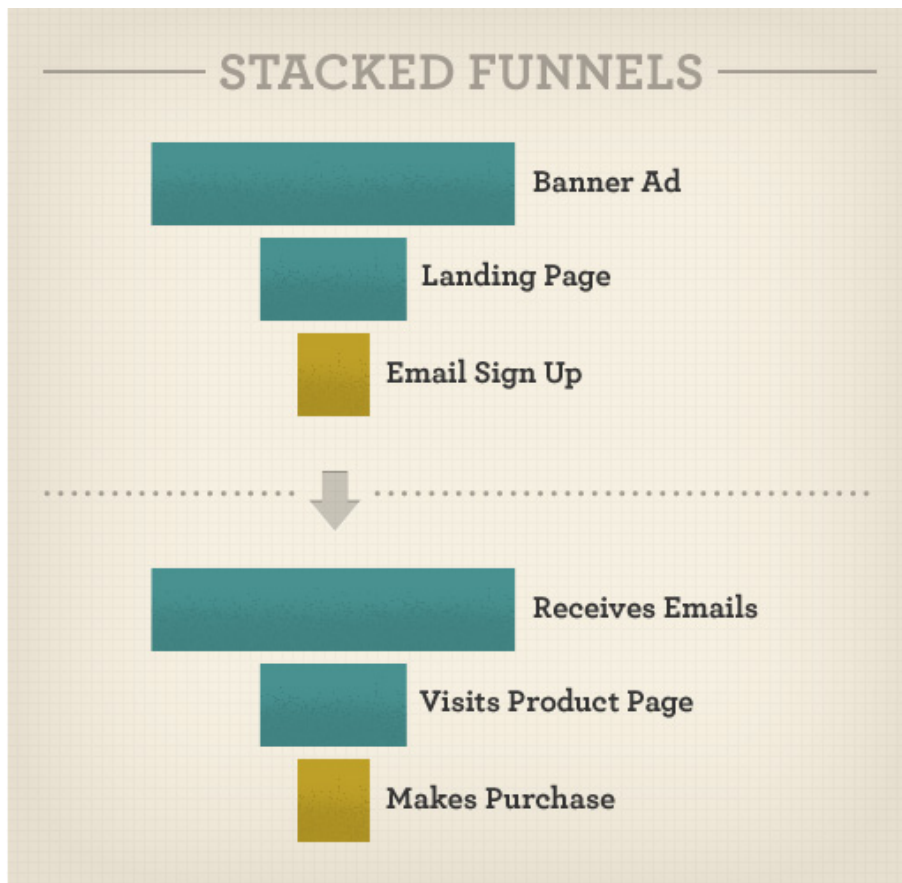 STACKED FUNNELS
Banner Ad
Landing Page
Email Sign Up
Receives Emails
Visits Product Page
Makes Purchase